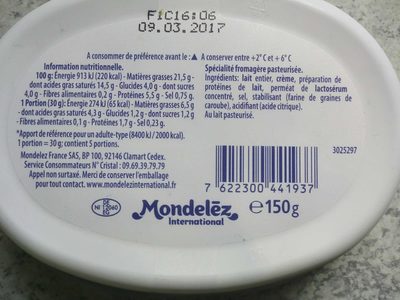 FIC16:06
09.03.2017
A consommer de préférence avant le : ▲ A conserver entre +2° C et + 6° C
Information nutritionnelle.
100 g: Énergie 913 kJ (220 kcal) - Matières grasses 21,5 g -
dont acides gras saturés 14,5 g - Glucides 4,0 g - dont sucres
4,0 g - Fibres alimentaires 0,2 g - Protéines 5,5 g - Sel 0,75 g.
1 Portion (30 g): Énergie 274 kJ (65 kcal) - Matières grasses 6,5 g
- dont acides gras saturés 4,3 g - Glucides 1,2 g - dont sucres 1,2 g
- Fibres alimentaires 0,1 g - Protéines 1,7 g - Sel 0,23 g.
*Apport de référence pour un adulte-type (8400 kJ / 2000 kcal).
1 portion = 30 g; contient 5 portions.
Spécialité fromagère pasteurisée.
Ingrédients: lait entier, crème, préparation de
protéines de lait, perméat de lactosérum
concentré, sel, stabilisant (farine de graines de
caroube), acidifiant (acide citrique).
Au lait pasteurisé.
Mondelez France SAS, BP 100, 92146 Clamart Cedex.
Service Consommateurs N° Cristal : 09.69.39.79.79
Appel non surtaxé. Merci de conserver l'emballage
pour tout contact. www.mondelezinternational.fr
3025297
7 622300 441937
DE
NI 2060
EG
Mondelēz
International
e 150 g